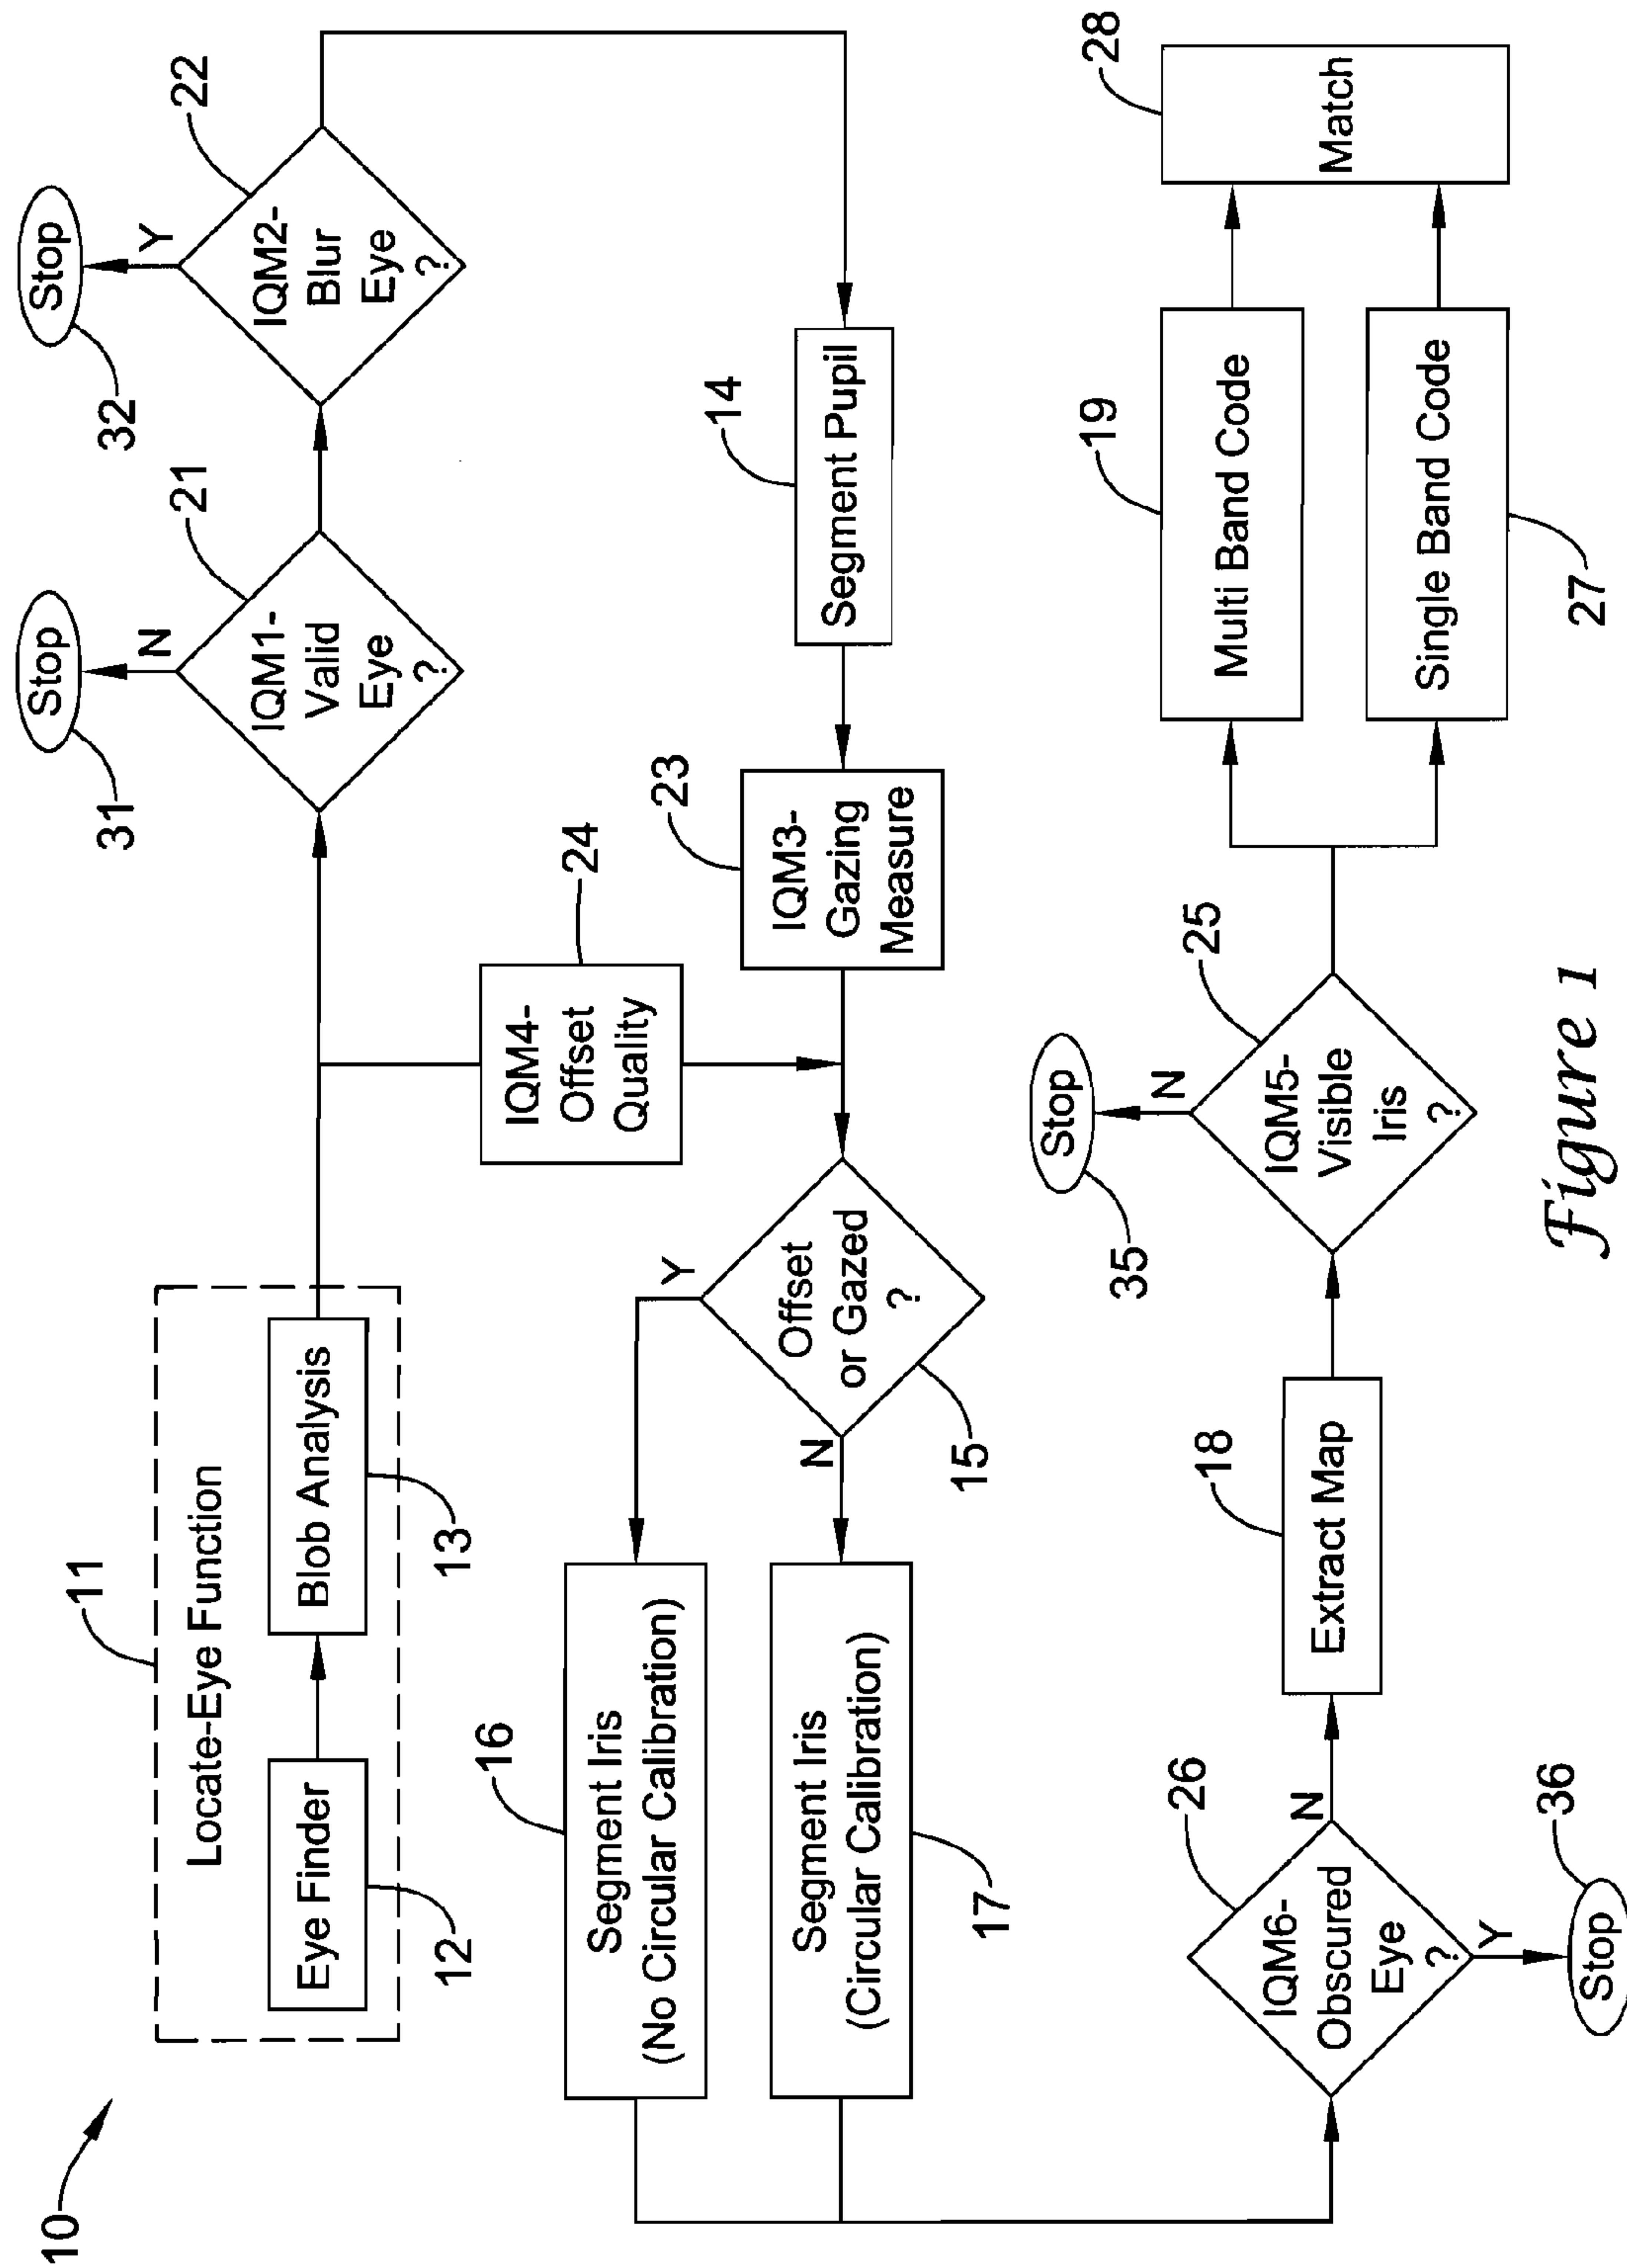 10
11
Locate-Eye Function
Eye Finder
12
Blob Analysis
13
Stop
31
N
IQM1-
Valid
Eye
?
21
Stop
32
Y
IQM2-
Blur
Eye
?
22
IQM4-
Offset
Quality
24
Segment Pupil
14
IQM3-
Gazing
Measure
23
Offset
or Gazed
?
15
Y
N
Segment Iris
(No Circular Calibration)
16
Segment Iris
(Circular Calibration)
17
IQM6-
Obscured
Eye
?
26
Y
N
Stop
36
Extract Map
18
IQM5-
Visible
Iris
?
25
N
Stop
35
Multi Band Code
19
Single Band Code
27
Match
28
Figure 1